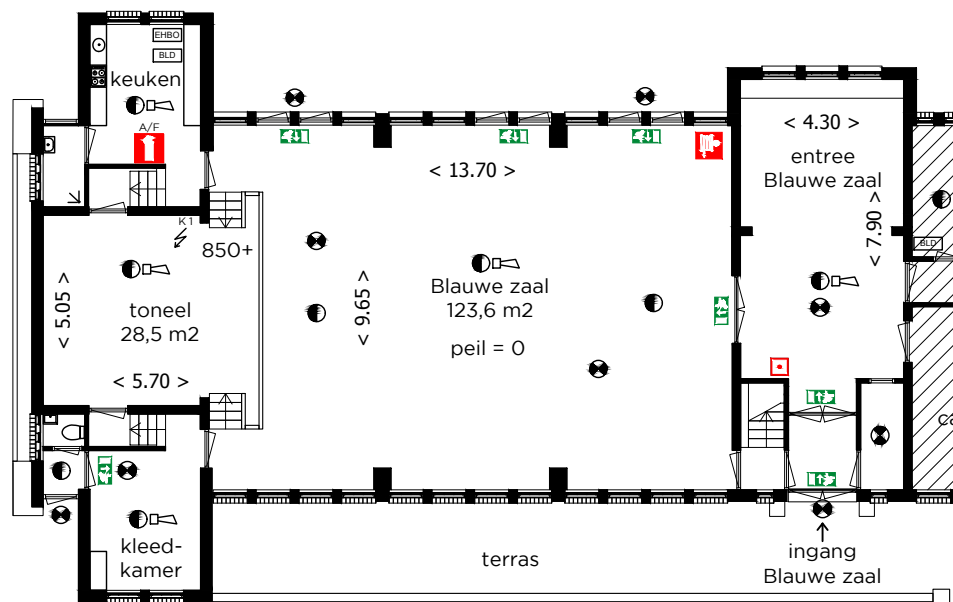 EHBO
BLD
keuken
A/F
< 4.30 >
entree
Blauwe zaal
< 13.70 >
< 7.90 >
K 1
850+
BLD
toneel
28,5 m2
< 5.05 >
< 5.70 >
< 9.65 >
Blauwe zaal
123,6 m2
peil = 0
kleed-
kamer
terras
ingang
Blauwe zaal